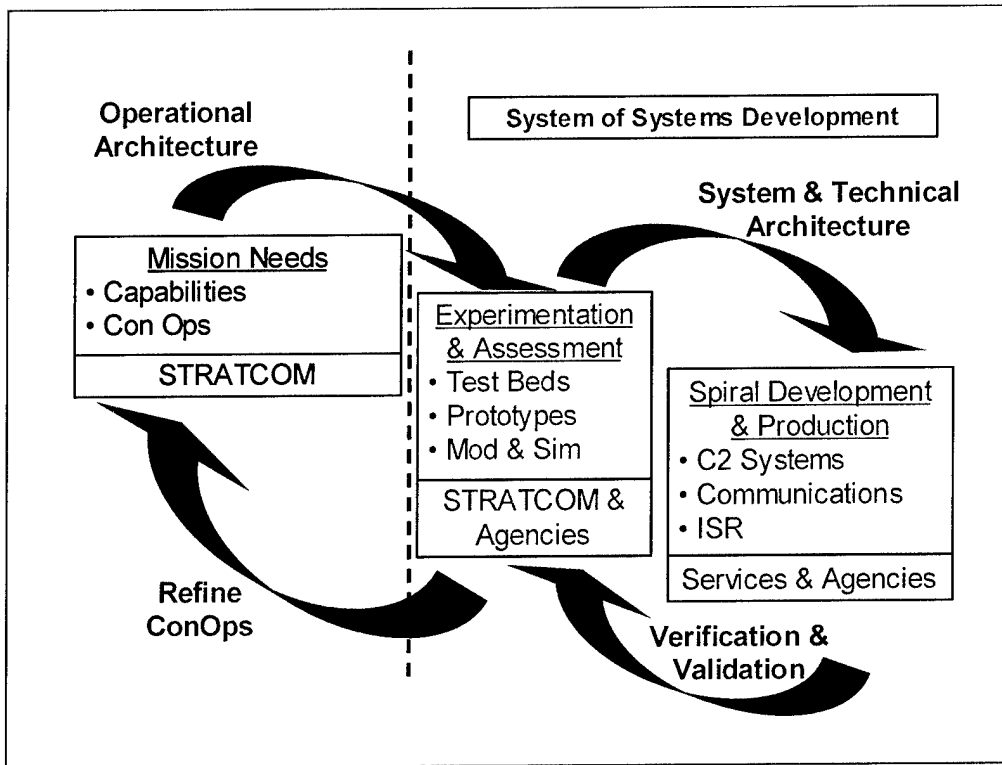 Operational
Architecture
System of Systems Development
System & Technical
Architecture
Mission Needs
• Capabilities
• Con Ops
STRATCOM
Experimentation
& Assessment
• Test Beds
• Prototypes
• Mod & Sim
STRATCOM &
Agencies
Spiral Development
& Production
• C2 Systems
• Communications
• ISR
Services & Agencies
Refine
ConOps
Verification &
Validation